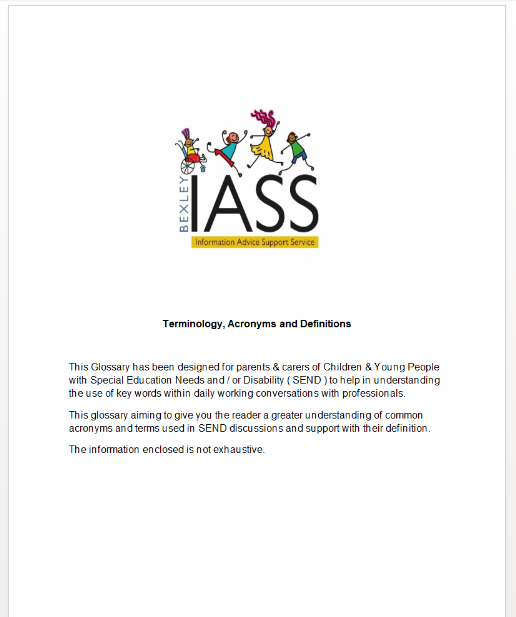 BEXLEY
IASS
Information Advice Support Service
Terminology, Acronyms and Definitions
This Glossary has been designed for parents & carers of Children & Young People
with Special Education Needs and / or Disability ( SEND ) to help in understanding
the use of key words within daily working conversations with professionals.
This glossary aiming to give you the reader a greater understanding of common
acronyms and terms used in SEND discussions and support with their definition.
The information enclosed is not exhaustive.